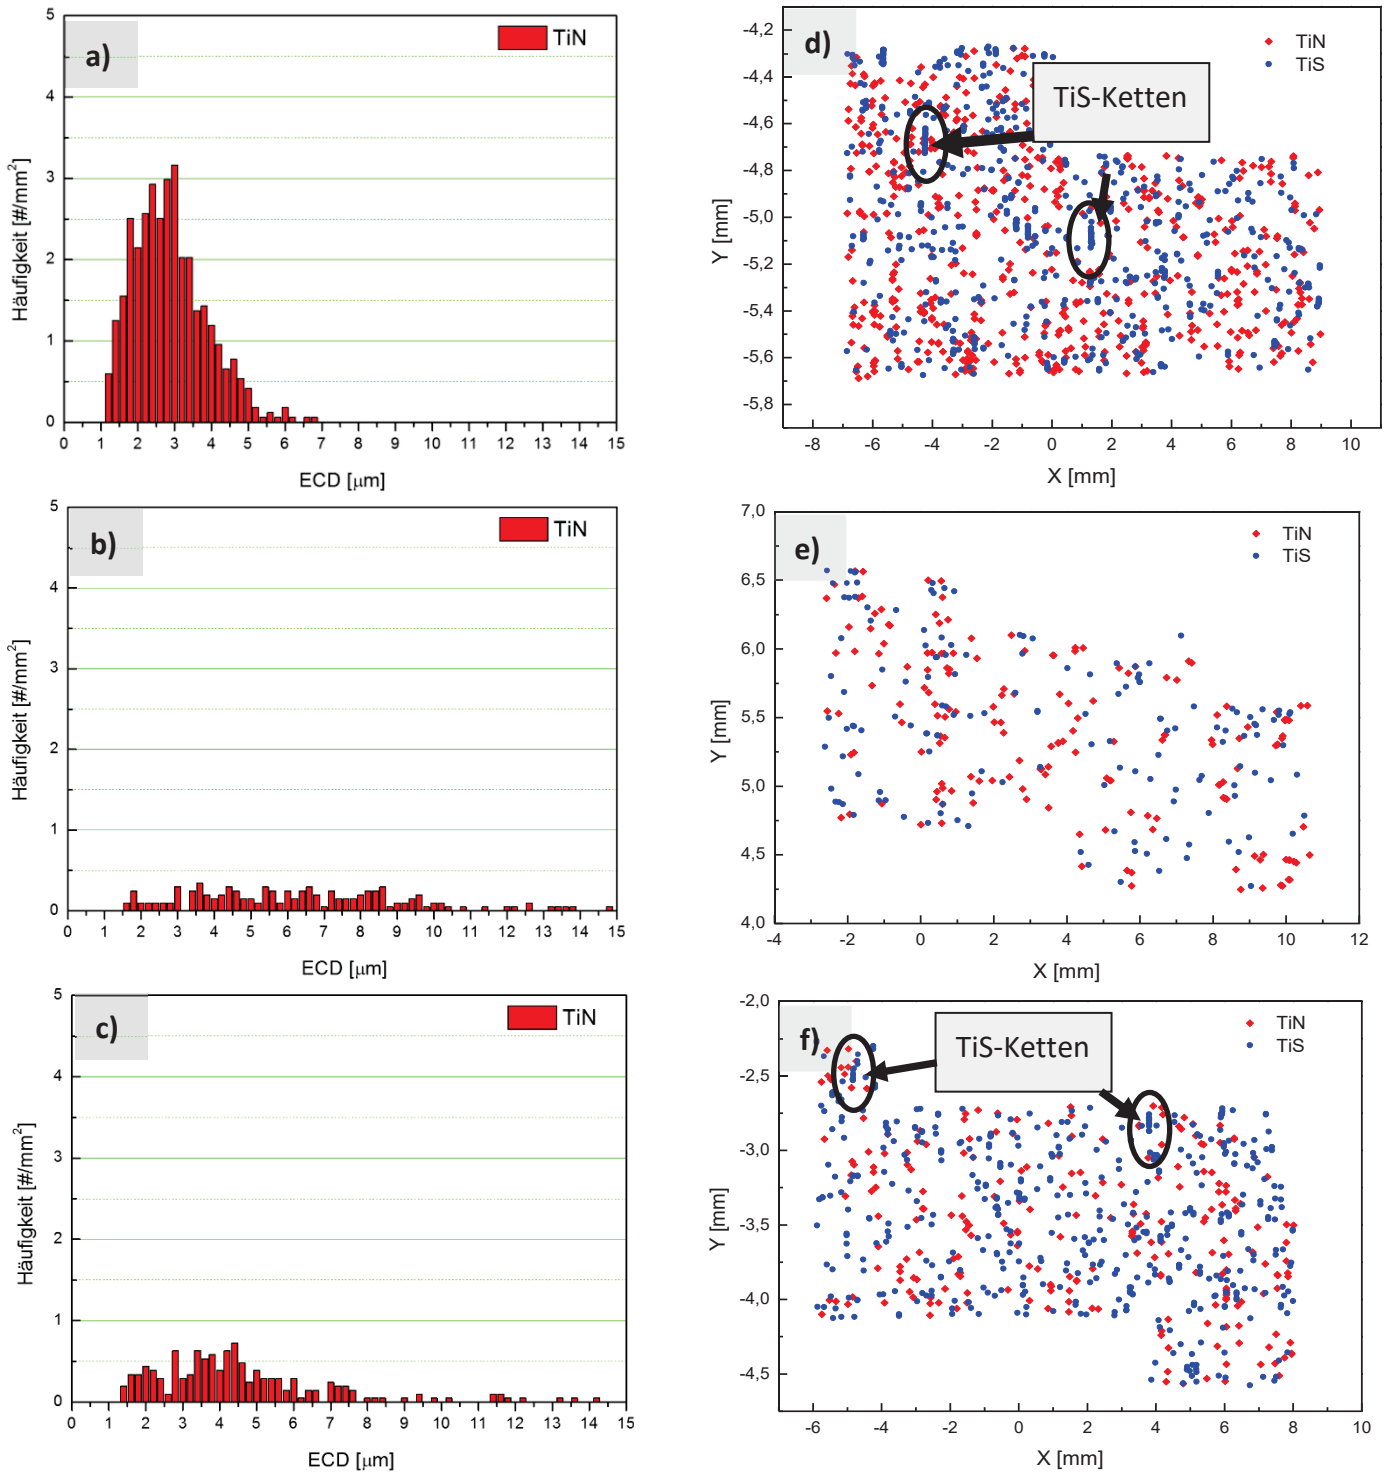 a)
TiN
5
4
3
2
1
0
Häufigkeit [#/mm²]
0 1 2 3 4 5 6 7 8 9 10 11 12 13 14 15
ECD [µm]
d)
TiN
TiS
TiS-Ketten
-4,2
-4,4
-4,6
-4,8
-5,0
-5,2
-5,4
-5,6
-5,8
Y [mm]
-8 -6 -4 -2 0 2 4 6 8 10
X [mm]
b)
TiN
5
4
3
2
1
0
Häufigkeit [#/mm²]
0 1 2 3 4 5 6 7 8 9 10 11 12 13 14 15
ECD [µm]
e)
TiN
TiS
7,0
6,5
6,0
5,5
5,0
4,5
4,0
Y [mm]
-4 -2 0 2 4 6 8 10 12
X [mm]
c)
TiN
5
4
3
2
1
0
Häufigkeit [#/mm²]
0 1 2 3 4 5 6 7 8 9 10 11 12 13 14 15
ECD [µm]
f)
TiN
TiS
TiS-Ketten
-2,0
-2,5
-3,0
-3,5
-4,0
-4,5
Y [mm]
-6 -4 -2 0 2 4 6 8 10
X [mm]